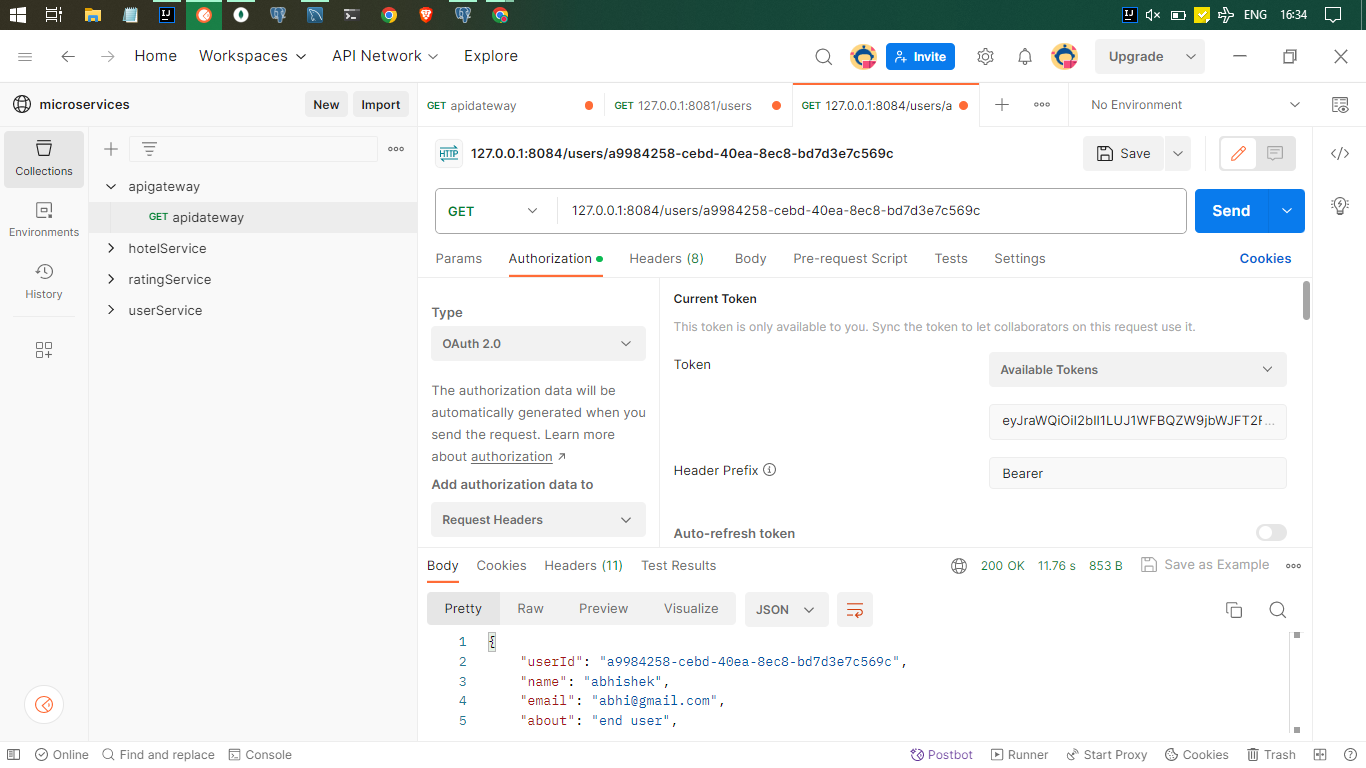 ENG 16:34
Home Workspaces API Network Explore Invite Upgrade
microservices New Import
GET apidateway GET 127.0.0.1:8081/users GET 127.0.0.1:8084/users/a No Environment
HTTP 127.0.0.1:8084/users/a9984258-cebd-40ea-8ec8-bd7d3e7c569c Save
Collections
Environments
History
apigateway
GET apidateway
hotelService
ratingService
userService
GET 127.0.0.1:8084/users/a9984258-cebd-40ea-8ec8-bd7d3e7c569c Send
Params Authorization Headers (8) Body Pre-request Script Tests Settings Cookies
Type
OAuth 2.0
The authorization data will be
automatically generated when you
send the request. Learn more
about authorization ↗
Add authorization data to
Request Headers
Current Token
This token is only available to you. Sync the token to let collaborators on this request use it.
Token Available Tokens
Header Prefix Bearer
Auto-refresh token
Body Cookies Headers (11) Test Results 200 OK 11.76 s 853 B Save as Example
Pretty Raw Preview Visualize JSON
1 {
2 "userId": "a9984258-cebd-40ea-8ec8-bd7d3e7c569c",
3 "name": "abhishek",
4 "email": "abhi@gmail.com",
5 "about": "end user",
Online Find and replace Console Postbot Runner Start Proxy Cookies Trash